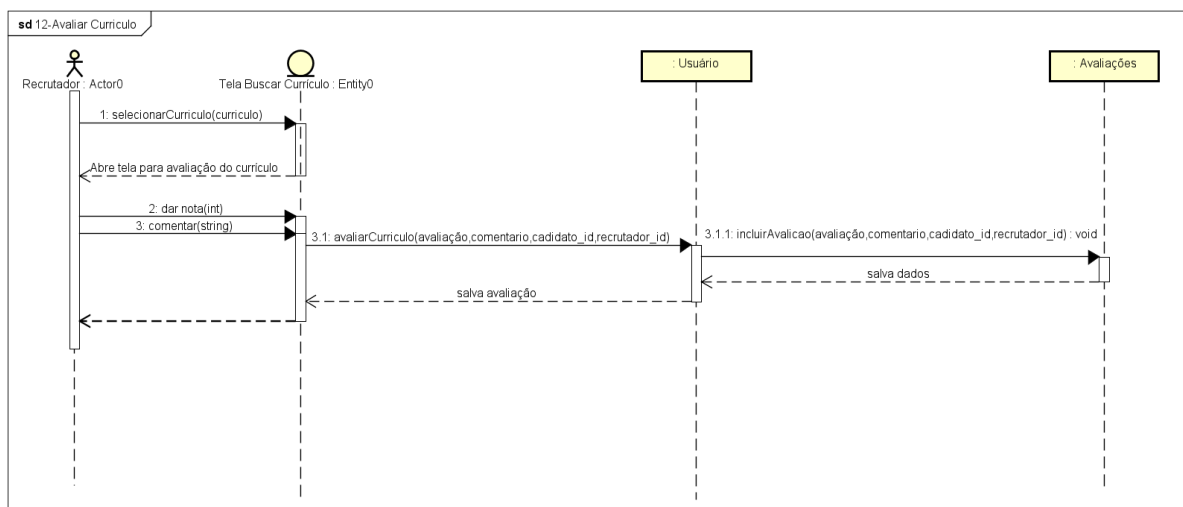 sd 12-Avaliar Curriculo
Recrutador : Actor0
Tela Buscar Currículo : Entity0
: Usuário
: Avaliações
1: selecionarCurriculo(curriculo)
Abre tela para avaliação do currículo
2: dar nota(int)
3: comentar(string)
3.1: avaliarCurriculo(avaliação,comentario,cadidato_id,recrutador_id)
3.1.1: incluirAvalicao(avaliação,comentario,cadidato_id,recrutador_id) : void
salva dados
salva avaliação